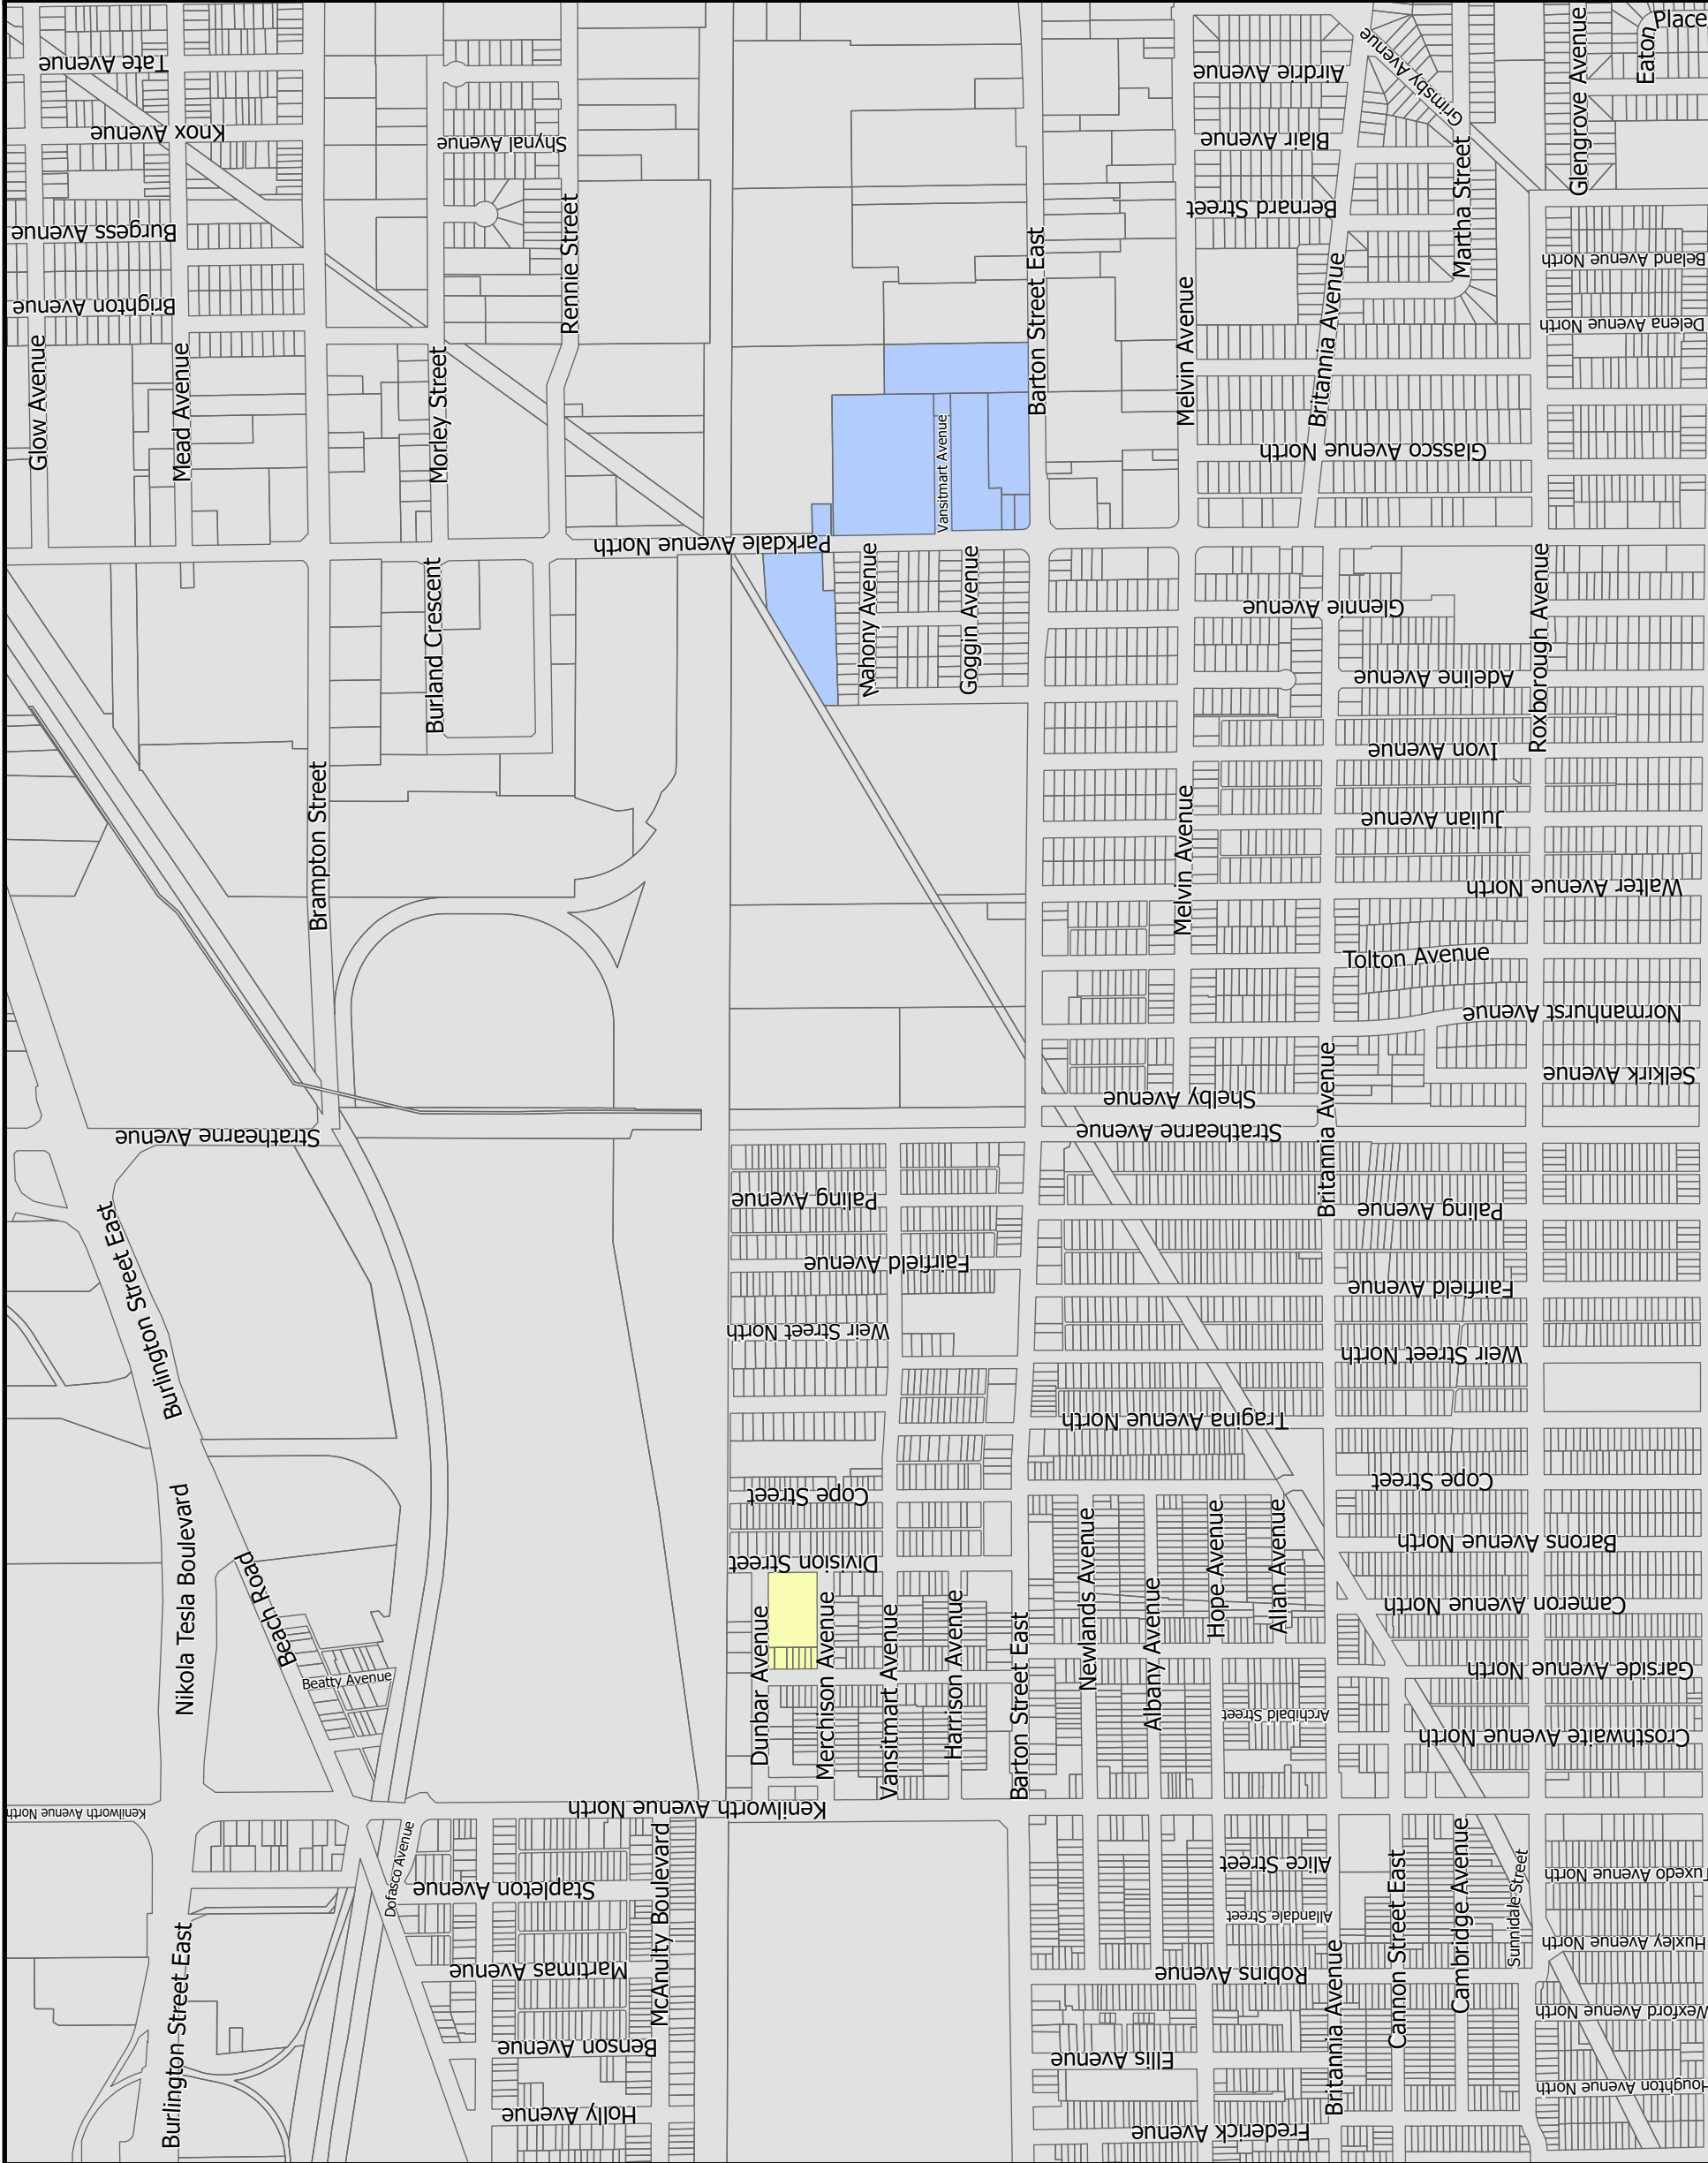 Place
Tate Avenue
Airdrie Avenue
Grimsby Avenue
Glengrove Avenue
Eaton
Knox Avenue
Shynal Avenue
Blair Avenue
Martha Street
Burgess Avenue
Bernard Street
Rennie Street
Barton Street East
Beland Avenue North
Brighton Avenue
Melvin Avenue
Britannia Avenue
Delena Avenue North
Glow Avenue
Mead Avenue
Morley Street
Vansitmart Avenue
Glassco Avenue North
Parkdale Avenue North
Burland Crescent
Mahony Avenue
Goggin Avenue
Glennie Avenue
Roxborough Avenue
Adeline Avenue
Ivon Avenue
Brampton Street
Melvin Avenue
Julian Avenue
Walter Avenue North
Tolton Avenue
Normanhurst Avenue
Selkirk Avenue
Shelby Avenue
Britannia Avenue
Strathearne Avenue
Strathearne Avenue
Paling Avenue
Paling Avenue
Burlington Street East
Fairfield Avenue
Fairfield Avenue
Weir Street North
Weir Street North
Tragina Avenue North
Cope Street
Cope Street
Nikola Tesla Boulevard
Newlands Avenue
Hope Avenue
Allan Avenue
Barons Avenue North
Division Street
Beach Road
Dunbar Avenue
Merchison Avenue
Vansitmart Avenue
Harrison Avenue
Barton Street East
Albany Avenue
Cameron Avenue North
Garside Avenue North
Beatty Avenue
Archibald Street
Crosthwaite Avenue North
Kenilworth Avenue North
Kenilworth Avenue North
Dofasco Avenue
McAnulty Boulevard
Alice Street
Cannon Street East
Cambridge Avenue
Sunnidale Street
uxedo Avenue North
Stapleton Avenue
Allandale Street
Huxley Avenue North
Burlington Street East
Martimas Avenue
Robins Avenue
Britannia Avenue
Wexford Avenue North
Benson Avenue
Ellis Avenue
Houghton Avenue North
Holly Avenue
Frederick Avenue